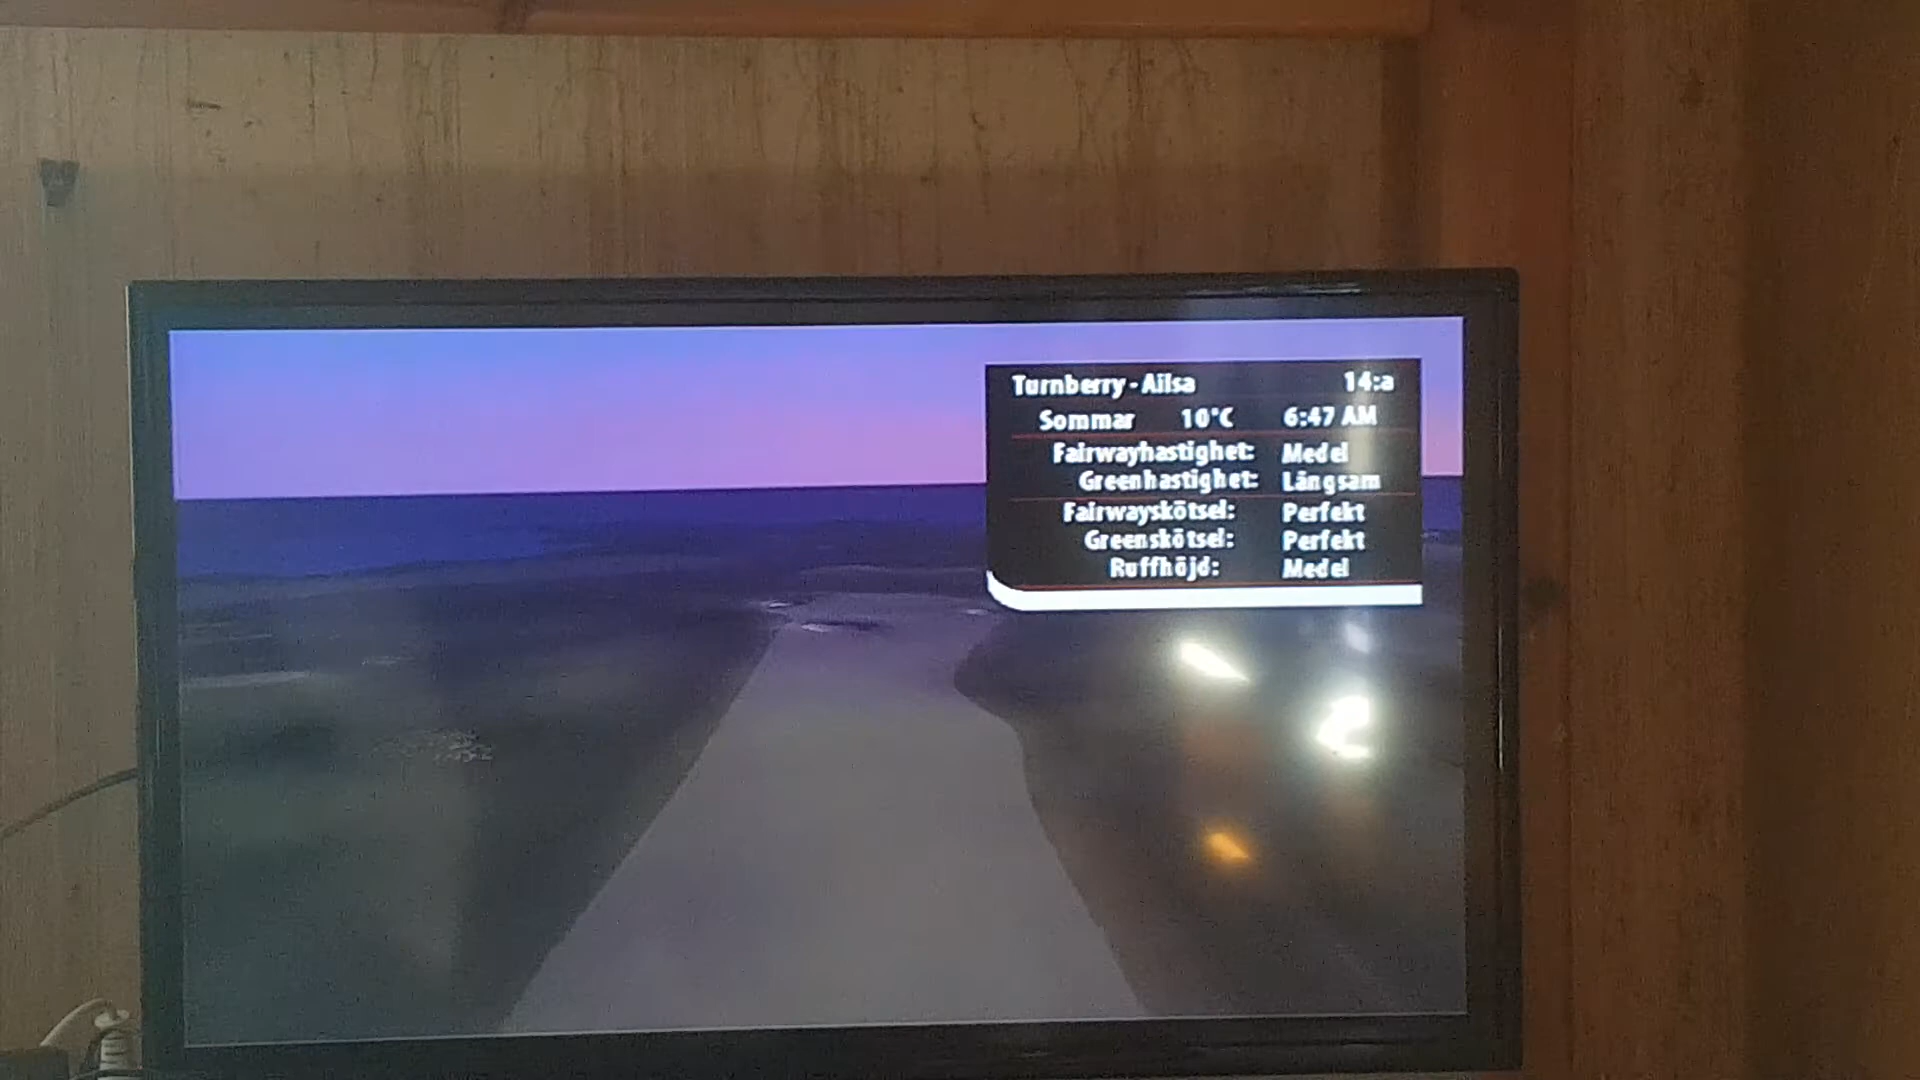 Turnberry - Ailsa 14:a
Sommar 10°C 6:47 AM
Fairwayhastighet: Medel
Greenhastighet: Långsam
Fairwayskötsel: Perfekt
Greenskötsel: Perfekt
Ruffhöjd: Medel